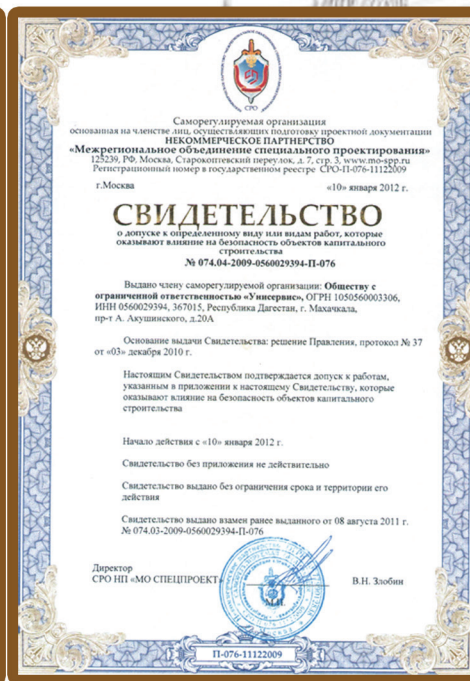 СРО
Саморегулируемая организация
основанная на членстве лиц, осуществляющих подготовку проектной документации
НЕКОММЕРЧЕСКОЕ ПАРТНЕРСТВО
«Межрегиональное объединение специального проектирования»
125239, РФ, Москва, Старокоптевский переулок, д. 7, стр. 3, www.mo-spp.ru
Регистрационный номер в государственном реестре СРО-П-076-11122009
г.Москва «10» января 2012 г.
СВИДЕТЕЛЬСТВО
о допуске к определенному виду или видам работ, которые
оказывают влияние на безопасность объектов капитального
строительства
№ 074.04-2009-0560029394-П-076
Выдано члену саморегулируемой организации: Обществу с
ограниченной ответственностью «Унисервис», ОГРН 1050560003306,
ИНН 0560029394, 367015, Республика Дагестан, г. Махачкала,
пр-т А. Акушинского, д.20А
Основание выдачи Свидетельства: решение Правления, протокол № 37
от «03» декабря 2010 г.
Настоящим Свидетельством подтверждается допуск к работам,
указанным в приложении к настоящему Свидетельству, которые
оказывают влияние на безопасность объектов капитального
строительства
Начало действия с «10» января 2012 г.
Свидетельство без приложения не действительно
Свидетельство выдано без ограничения срока и территории его
действия
Свидетельство выдано взамен ранее выданного от 08 августа 2011 г.
№ 074.03-2009-0560029394-П-076
Директор
СРО НП «МО СПЕЦПРОЕКТ» В.Н. Злобин
М.П.
П-076-11122009